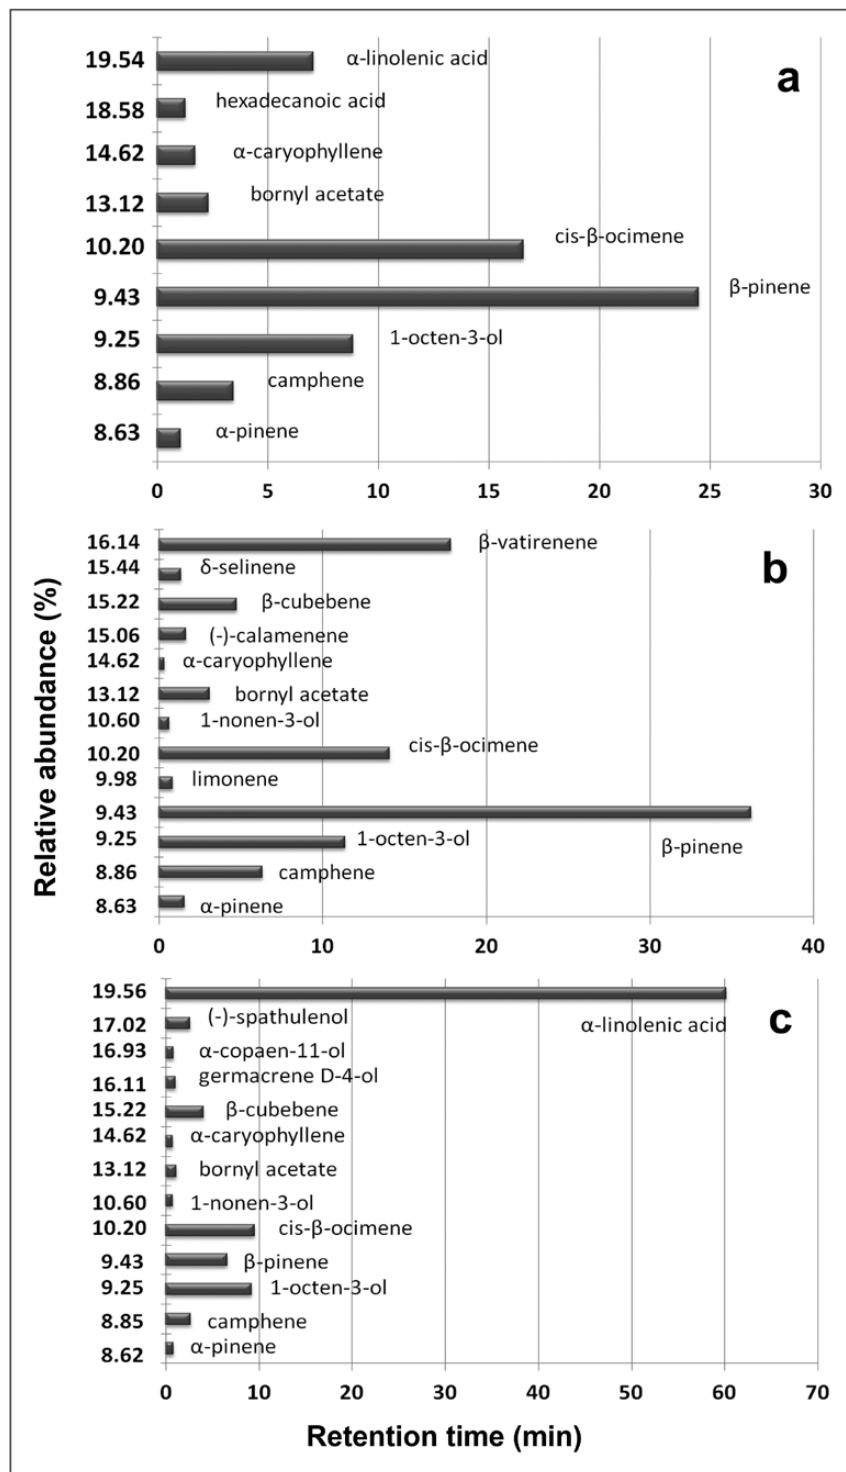 a
19.54 α-linolenic acid
18.58 hexadecanoic acid
14.62 α-caryophyllene
13.12 bornyl acetate
10.20 cis-β-ocimene
9.43 β-pinene
9.25 1-octen-3-ol
8.86 camphene
8.63 α-pinene
0 5 10 15 20 25 30
Relative abundance (%)
b
16.14 β-vatirenene
15.44 δ-selinene
15.22 β-cubebene
15.06 (-)-calamenene
14.62 α-caryophyllene
13.12 bornyl acetate
10.60 1-nonen-3-ol
10.20 cis-β-ocimene
9.98 limonene
9.43 β-pinene
9.25 1-octen-3-ol
8.86 camphene
8.63 α-pinene
0 10 20 30 40
c
19.56 α-linolenic acid
17.02 (-)-spathulenol
16.93 α-copaen-11-ol
16.11 germacrene D-4-ol
15.22 β-cubebene
14.62 α-caryophyllene
13.12 bornyl acetate
10.60 1-nonen-3-ol
10.20 cis-β-ocimene
9.43 β-pinene
9.25 1-octen-3-ol
8.85 camphene
8.62 α-pinene
0 10 20 30 40 50 60 70
Retention time (min)